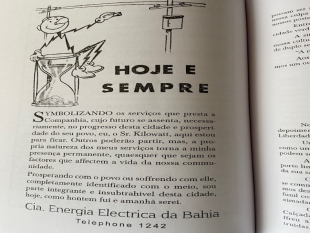 HOJE E
SEMPRE
SYMBOLIZANDO os serviços que presta a
Companhia, cujo futuro se assenta, necessa-
riamente, no progresso desta cidade e prosperi-
dade do seu povo, eu, o Sr. Kilowatt, aqui estou
para ficar. Outros poderão partir, mas, a pro-
pria natureza dos meus serviços torna a minha
presença permanente, quaesquer que sejam os
factores que affectem a vida da nossa commu-
nidade.
Prosperando com o povo ou soffrendo com elle,
completamente identificado com o meio, sou
parte integrante e insubtrahivel desta cidade,
hoje, como hontem fui e amanhã serei.
Cia. Energia Electrica da Bahia
Telephone 1242